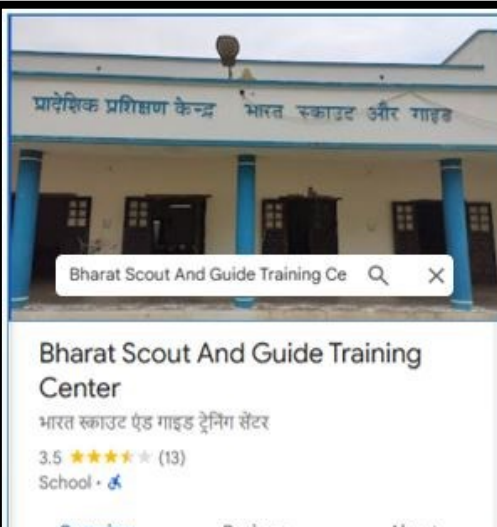 प्रादेशिक प्रशिक्षण केन्द्र भारत स्काउट और गाइड
Bharat Scout And Guide Training Ce
Bharat Scout And Guide Training
Center
भारत स्काउट एंड गाइड ट्रेनिंग सेंटर
3.5 (13)
School